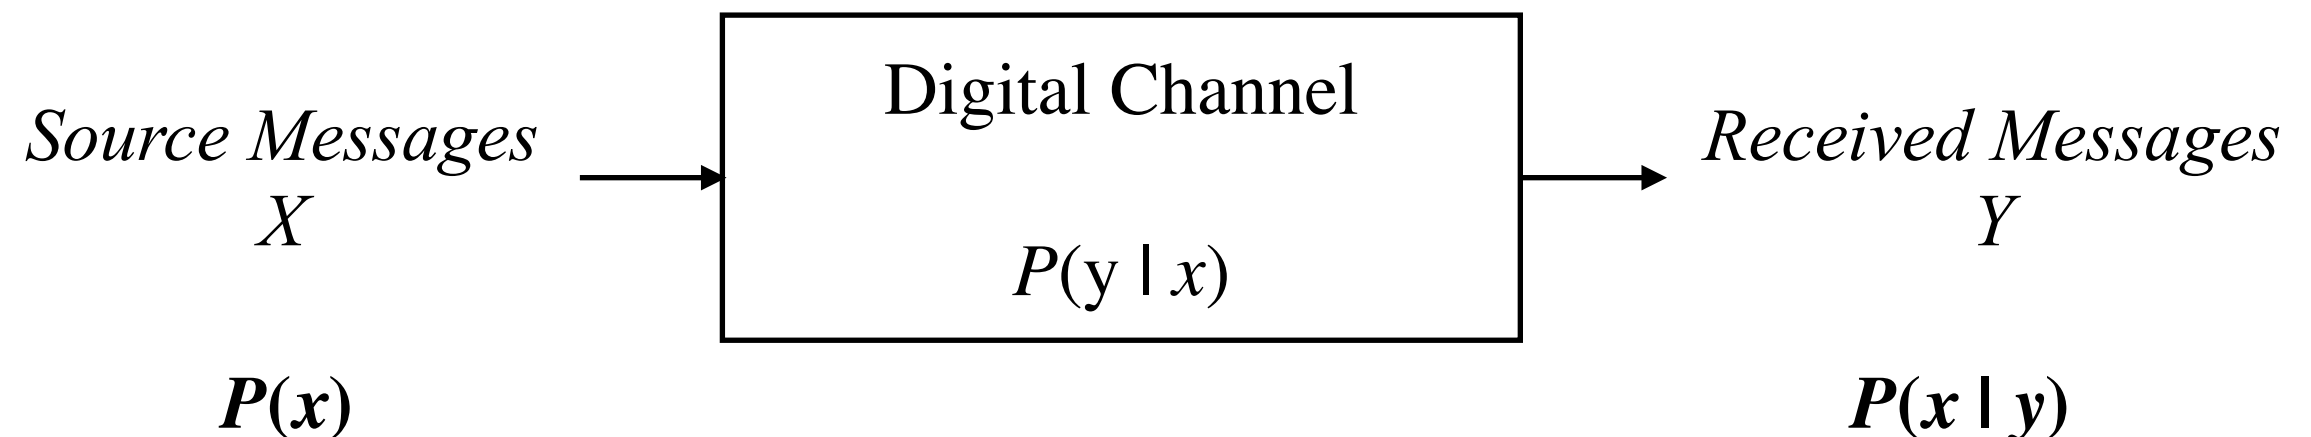 Source Messages
X
P(x)
Digital Channel
P(y | x)
Received Messages
Y
P(x | y)